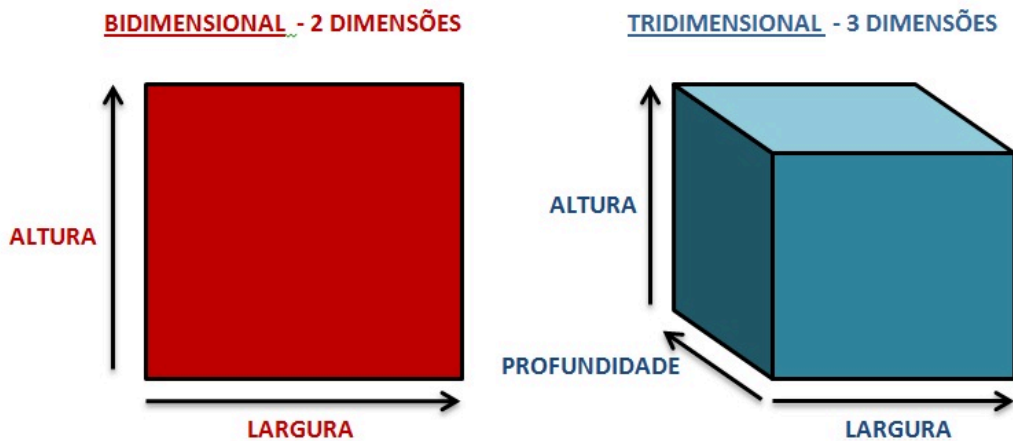 BIDIMENSIONAL - 2 DIMENSÕES
ALTURA
LARGURA
TRIDIMENSIONAL - 3 DIMENSÕES
ALTURA
PROFUNDIDADE
LARGURA